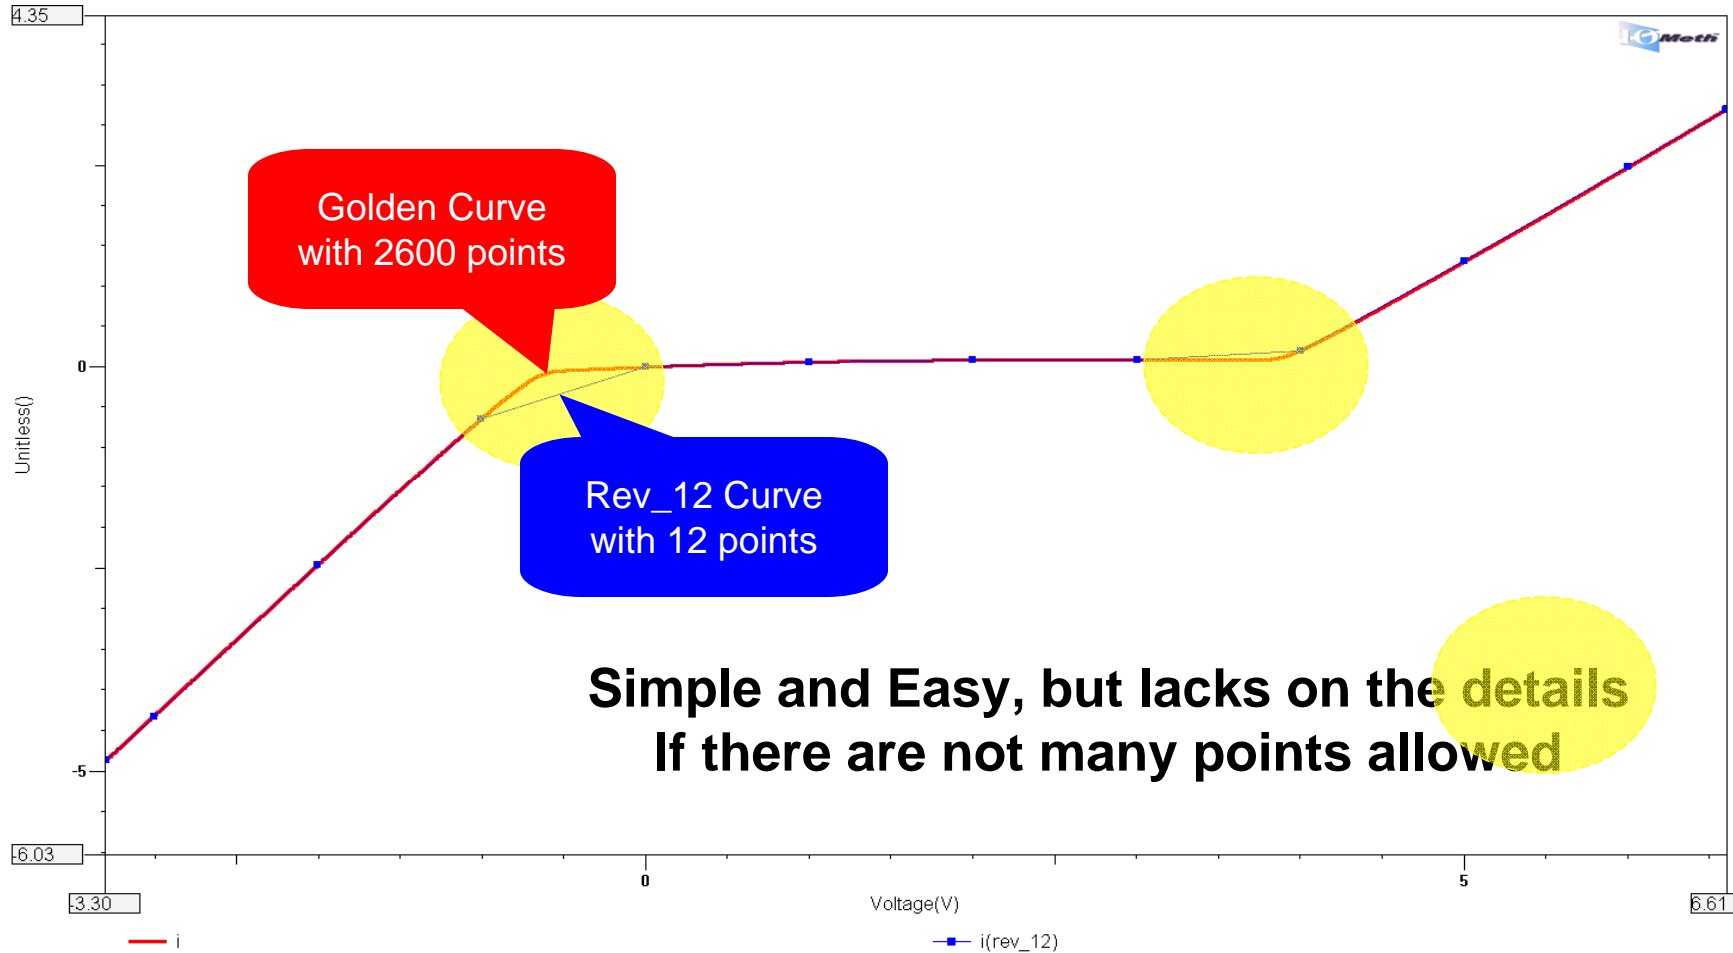 4.35
IOMeth
Golden Curve
with 2600 points
0
Unitless()
Rev_12 Curve
with 12 points
Simple and Easy, but lacks on the details
If there are not many points allowed
-5
-6.03
0
5
-3.30
Voltage(V)
6.61
i
i(rev_12)